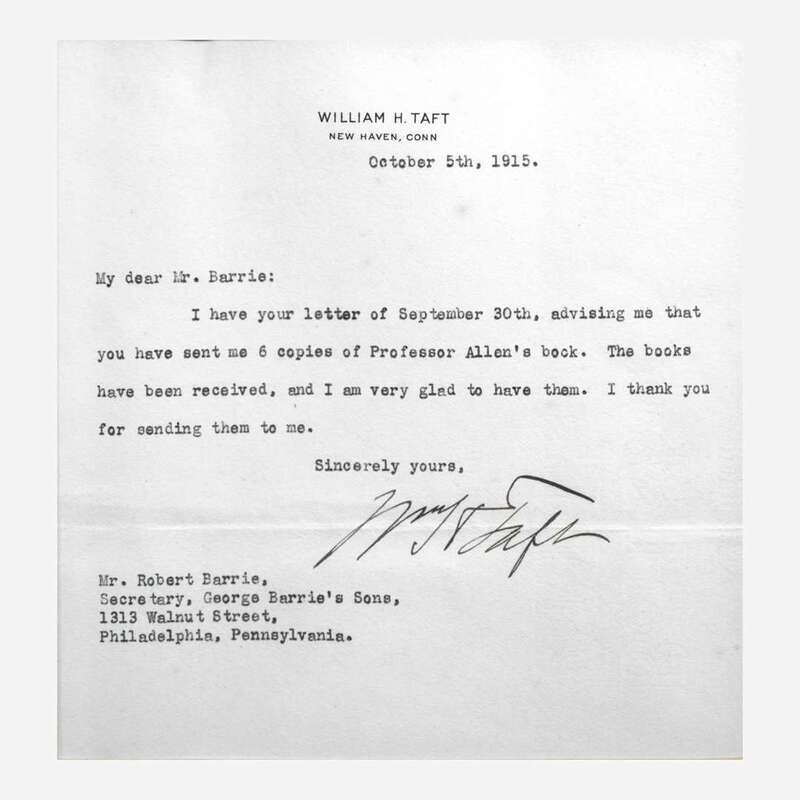 WILLIAM H. TAFT
NEW HAVEN, CONN
October 5th, 1915.
My dear Mr. Barrie:
I have your letter of September 30th, advising me that
you have sent me 6 copies of Professor Allen's book. The books
have been received, and I am very glad to have them. I thank you
for sending them to me.
Sincerely yours,
Wm H Taft
Mr. Robert Barrie,
Secretary, George Barrie's Sons,
1313 Walnut Street,
Philadelphia, Pennsylvania.